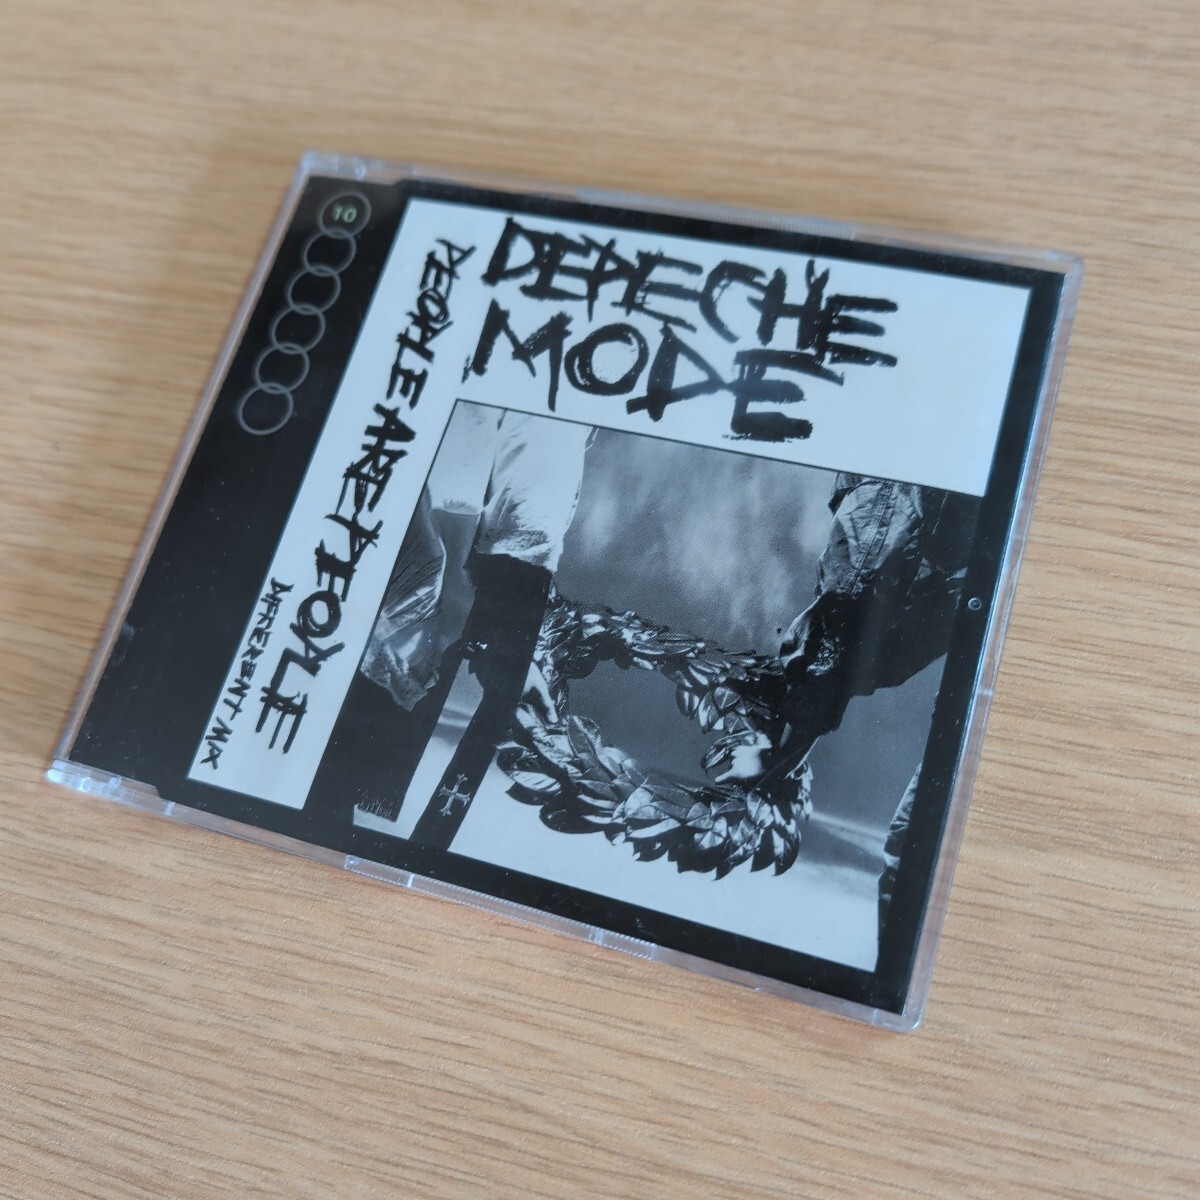 10
DEPECHE
MODE
PEOPLE ARE PEOPLE
DIFFERENT MIX